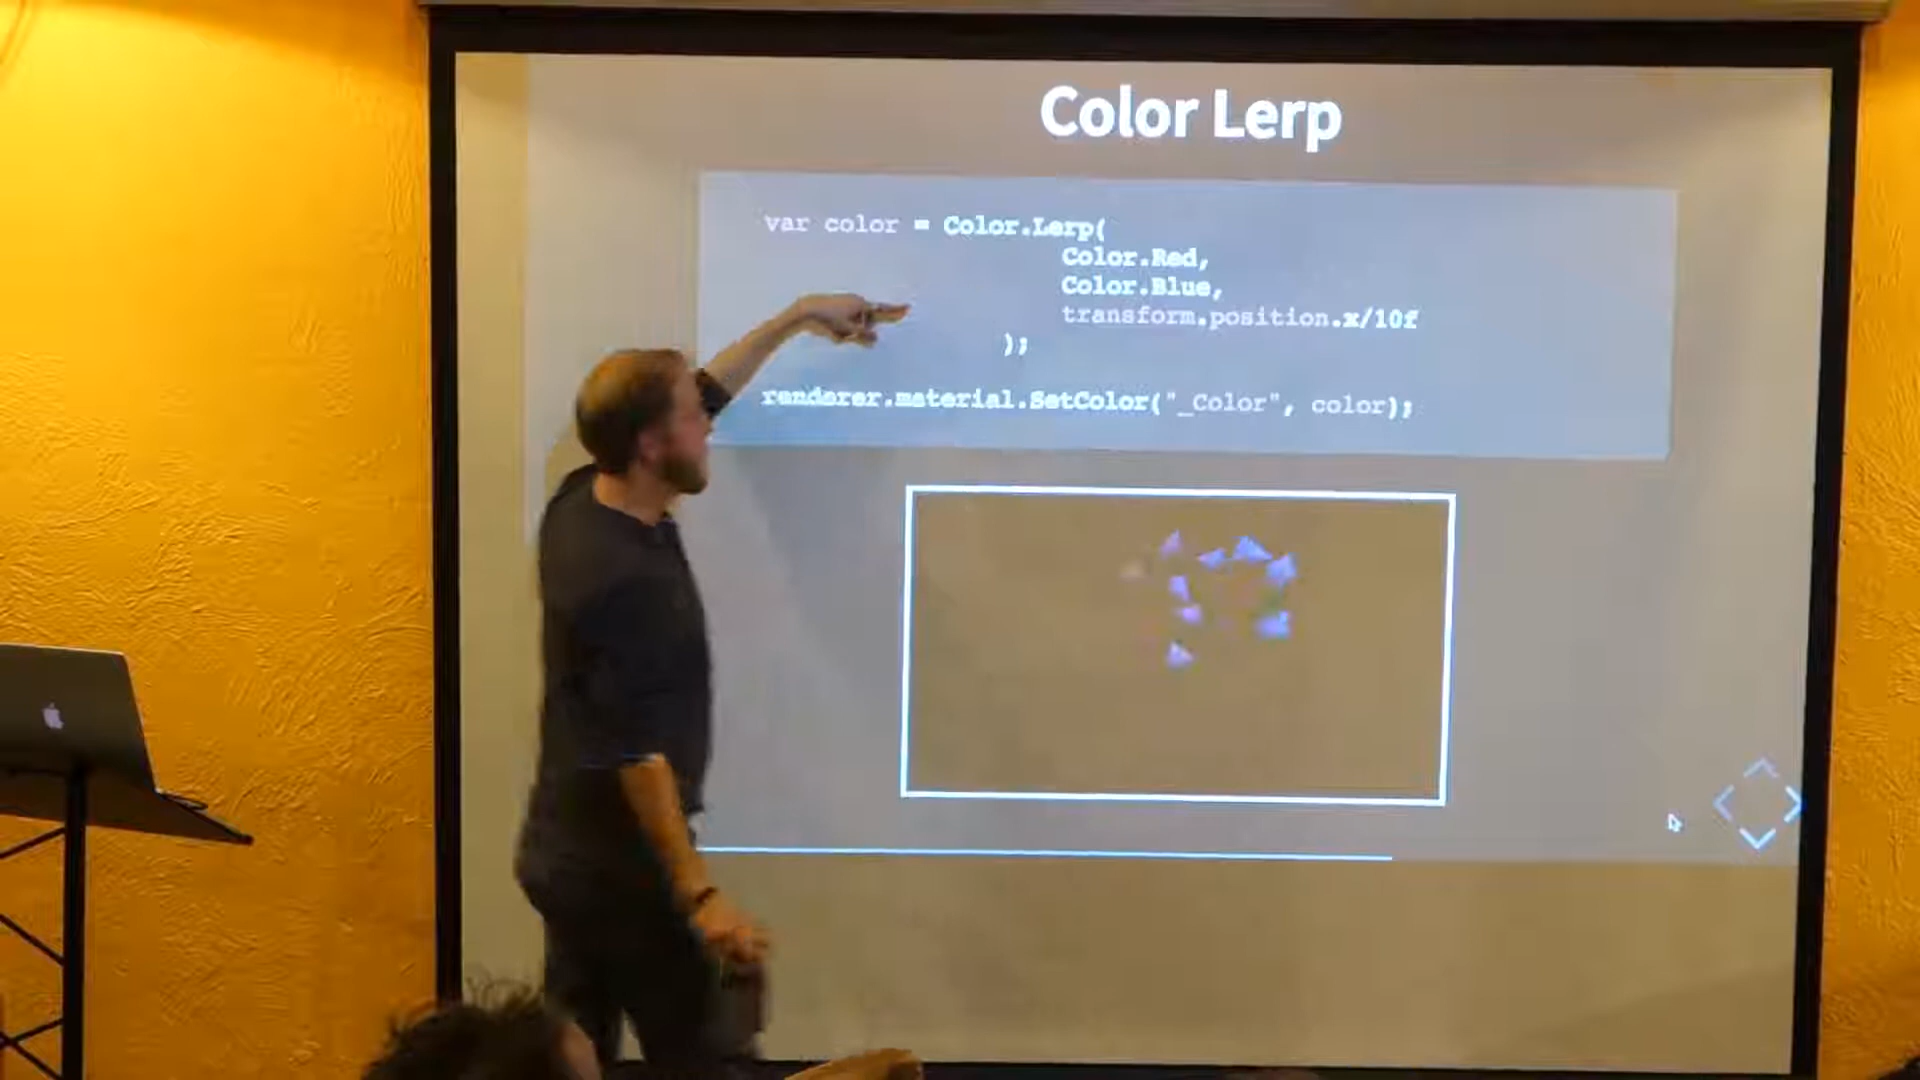 Color Lerp
var color = Color.Lerp(
Color.Red,
Color.Blue,
transform.position.x/10f
);
renderer.material.SetColor("_Color", color);